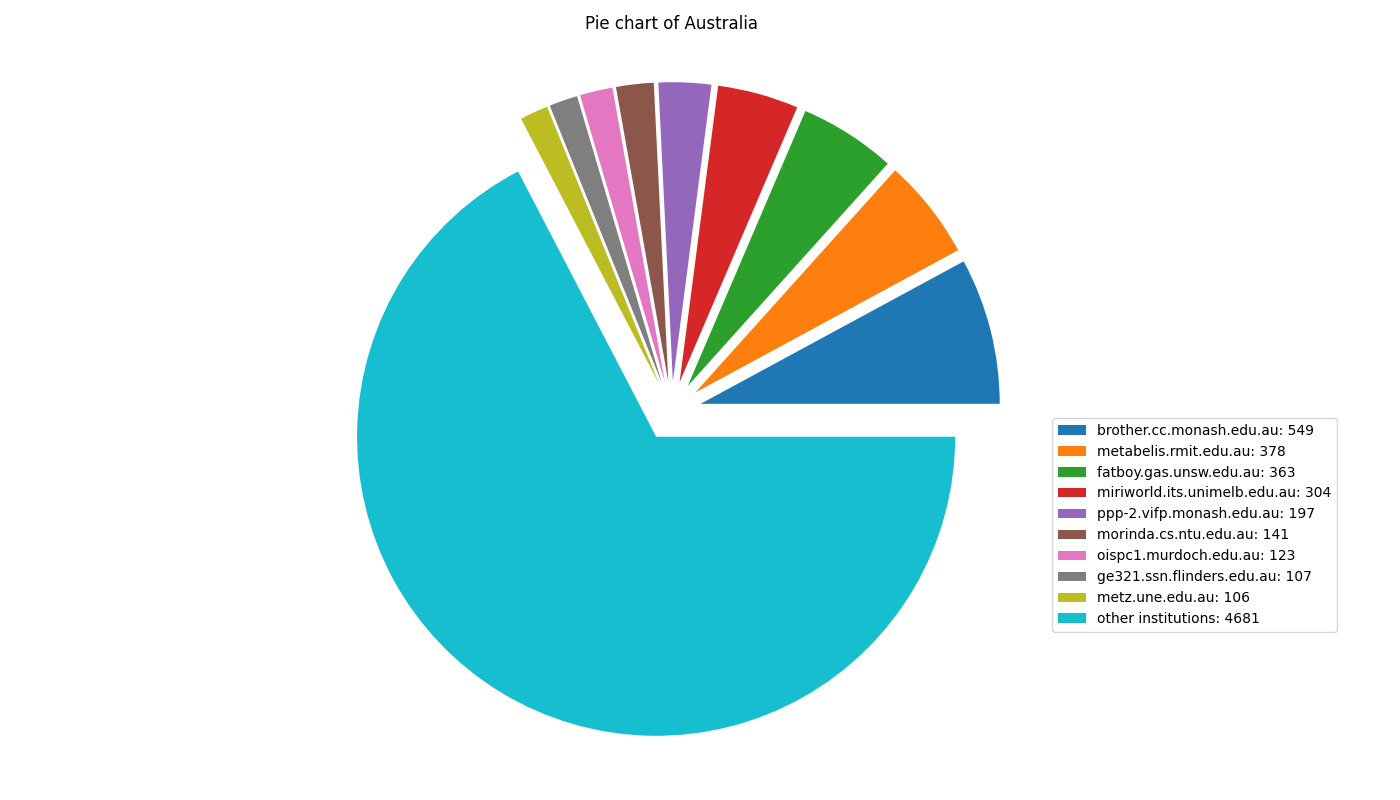 Pie chart of Australia
brother.cc.monash.edu.au: 549
metabelis.rmit.edu.au: 378
fatboy.gas.unsw.edu.au: 363
miriworld.its.unimelb.edu.au: 304
ppp-2.vifp.monash.edu.au: 197
morinda.cs.ntu.edu.au: 141
oispc1.murdoch.edu.au: 123
ge321.ssn.flinders.edu.au: 107
metz.une.edu.au: 106
other institutions: 4681